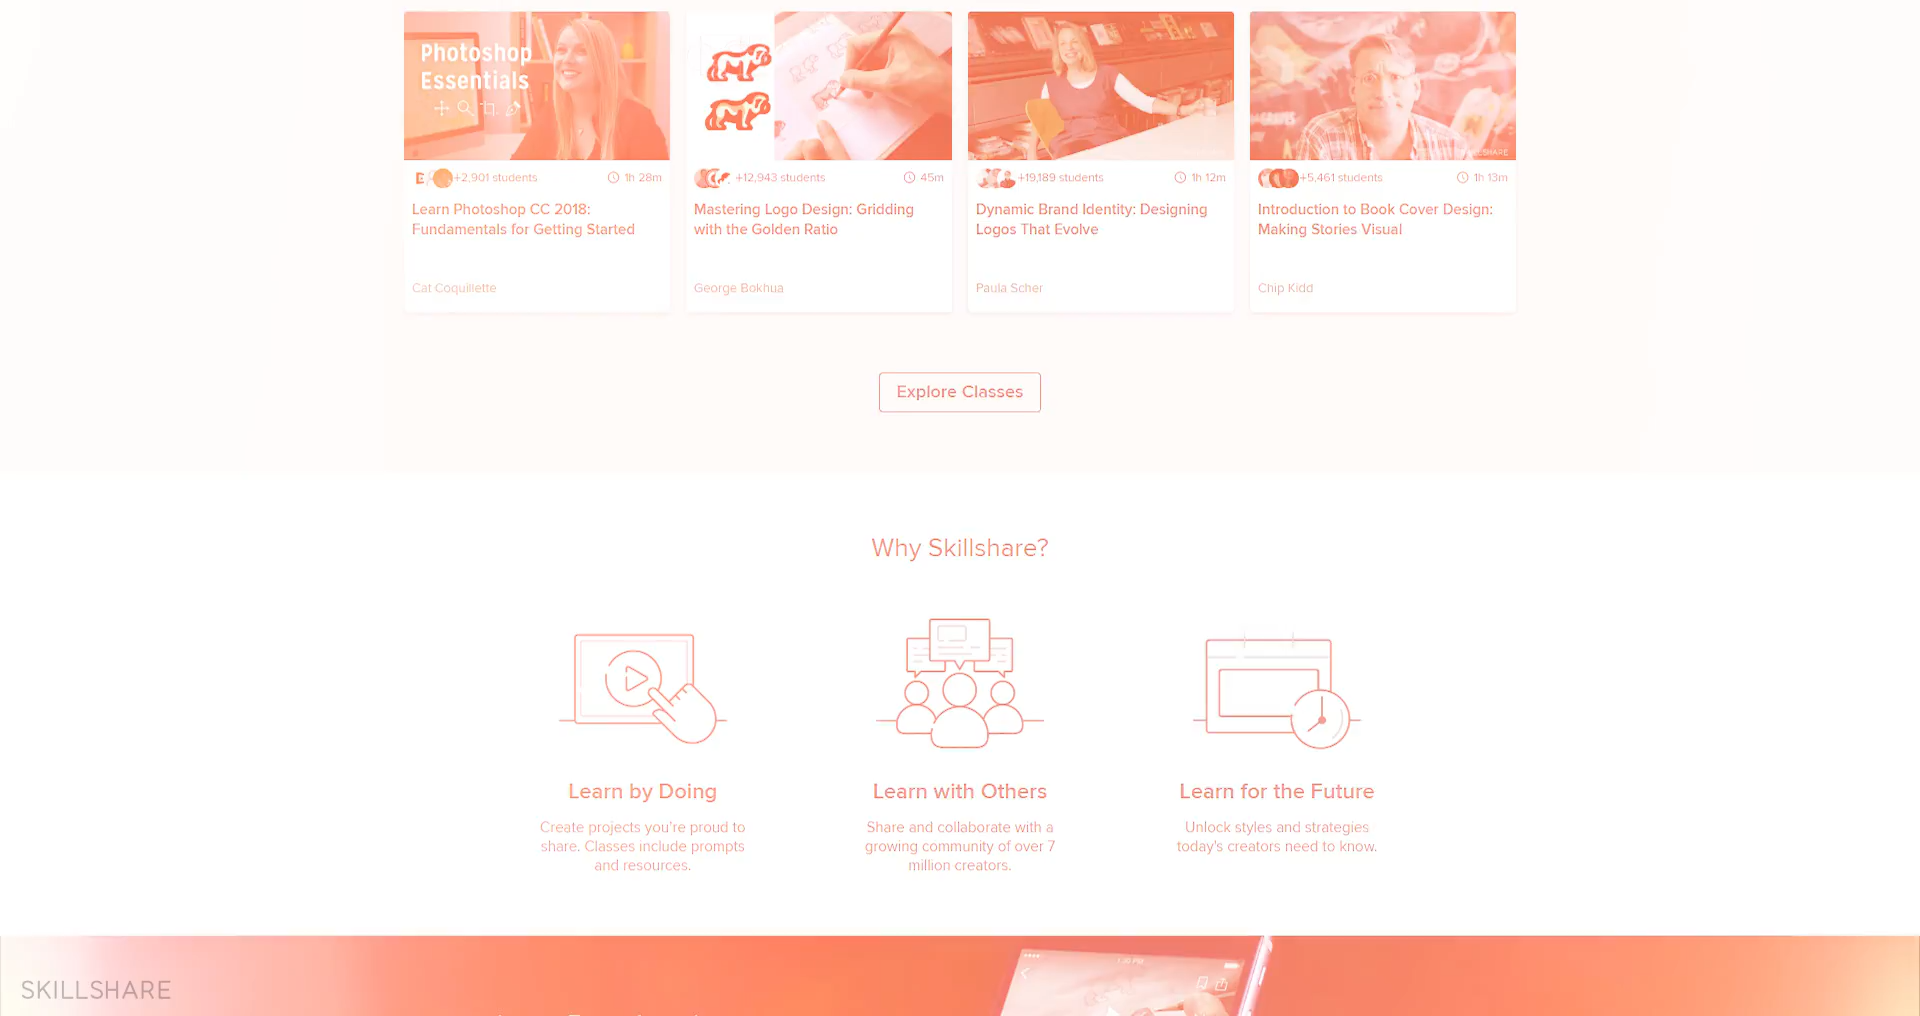 Photoshop
Essentials
SKILLSHARE
+2,901 students 1h 28m
+12,943 students 45m
+19,189 students 1h 12m
+5,461 students 1h 13m
Learn Photoshop CC 2018:
Fundamentals for Getting Started
Mastering Logo Design: Gridding
with the Golden Ratio
Dynamic Brand Identity: Designing
Logos That Evolve
Introduction to Book Cover Design:
Making Stories Visual
Cat Coquillette
George Bokhua
Paula Scher
Chip Kidd
Explore Classes
Why Skillshare?
Learn by Doing
Create projects you’re proud to
share. Classes include prompts
and resources.
Learn with Others
Share and collaborate with a
growing community of over 7
million creators.
Learn for the Future
Unlock styles and strategies
today's creators need to know.
1:30 PM
SKILLSHARE